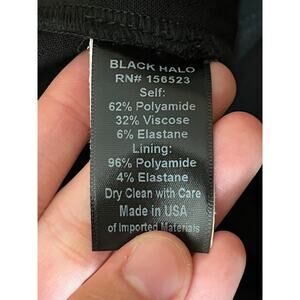 BLACK HALO
RN# 156523
Self:
62% Polyamide
32% Viscose
6% Elastane
Lining:
96% Polyamide
4% Elastane
Dry Clean with Care
Made in USA
of Imported Materials